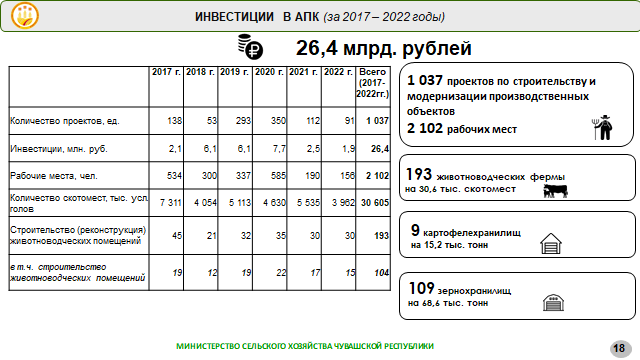 ИНВЕСТИЦИИ В АПК (за 2017 – 2022 годы)
26,4 млрд. рублей
2017 г. 2018 г. 2019 г. 2020 г. 2021 г. 2022 г. Всего
(2017-
2022гг.)
Количество проектов, ед. 138 53 293 350 112 91 1 037
Инвестиции, млн. руб. 2,1 6,1 6,1 7,7 2,5 1,9 26,4
Рабочие места, чел. 534 300 337 585 190 156 2 102
Количество скотомест, тыс. усл.
голов 7 311 4 054 5 113 4 630 5 535 3 962 30 605
Строительство (реконструкция)
животноводческих помещений 45 21 32 35 30 30 193
в т.ч. строительство
животноводческих помещений 19 12 19 22 17 15 104
1 037 проектов по строительству и
модернизации производственных
объектов
2 102 рабочих мест
193 животноводческих фермы
на 30,6 тыс. скотомест
9 картофелехранилищ
на 15,2 тыс. тонн
109 зернохранилищ
на 68,6 тыс. тонн
МИНИСТЕРСТВО СЕЛЬСКОГО ХОЗЯЙСТВА ЧУВАШСКОЙ РЕСПУБЛИКИ
18